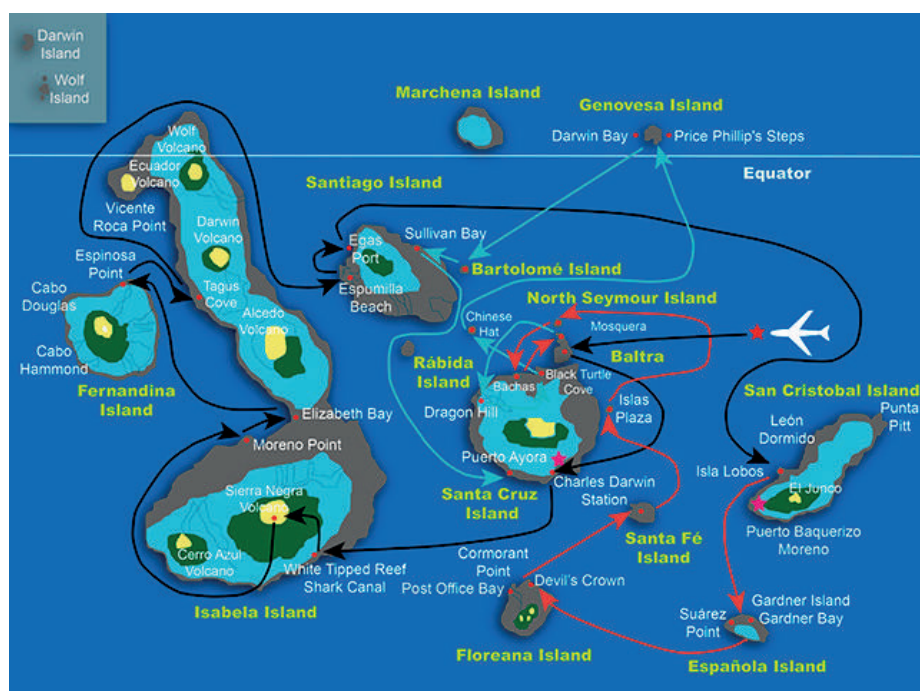 Darwin
Island
Wolf
Island
Marchena Island
Genovesa Island
Darwin Bay
Price Phillip's Steps
Equator
Wolf
Volcano
Ecuador
Volcano
Vicente
Roca Point
Santiago Island
Darwin
Volcano
Egas
Port
Sullivan Bay
Espinosa
Point
Tagus
Cove
Espumilla
Beach
Bartolomé Island
Cabo
Douglas
Alcedo
Volcano
North Seymour Island
Chinese
Hat
Mosquera
Cabo
Hammond
Rábida
Island
Baltra
Fernandina
Island
Bachas
Black Turtle
Cove
San Cristobal Island
Elizabeth Bay
Dragon Hill
Islas
Plaza
León
Dormido
Punta
Pitt
Moreno Point
Puerto Ayora
Isla Lobos
Sierra Negra
Volcano
Santa Cruz
Island
Charles Darwin
Station
El Junco
Puerto Baquerizo
Moreno
Santa Fé
Island
Cerro Azul
Volcano
White Tipped Reef
Shark Canal
Cormorant
Point
Post Office Bay
Devil's Crown
Isabela Island
Suárez
Point
Gardner Island
Gardner Bay
Floreana Island
Española Island